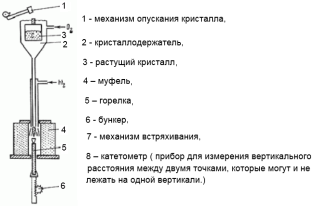 1 - механизм опускания кристалла,
2 - кристаллодержатель,
3 - растущий кристалл,
4 – муфель,
5 – горелка,
6 - бункер,
7 - механизм встряхивания,
8 – катетометр ( прибор для измерения вертикального
расстояния между двумя точками, которые могут и не
лежать на одной вертикали.)
1
3
2
H₂
4
5
6